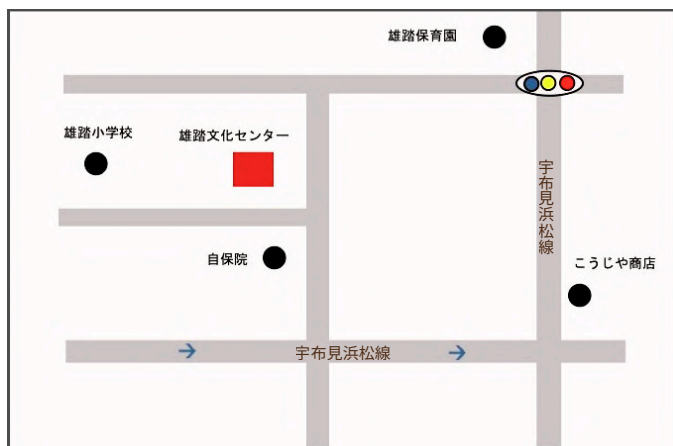 雄踏保育園
雄踏小学校
雄踏文化センター
宇布見浜松線
自保院
こうじや商店
宇布見浜松線